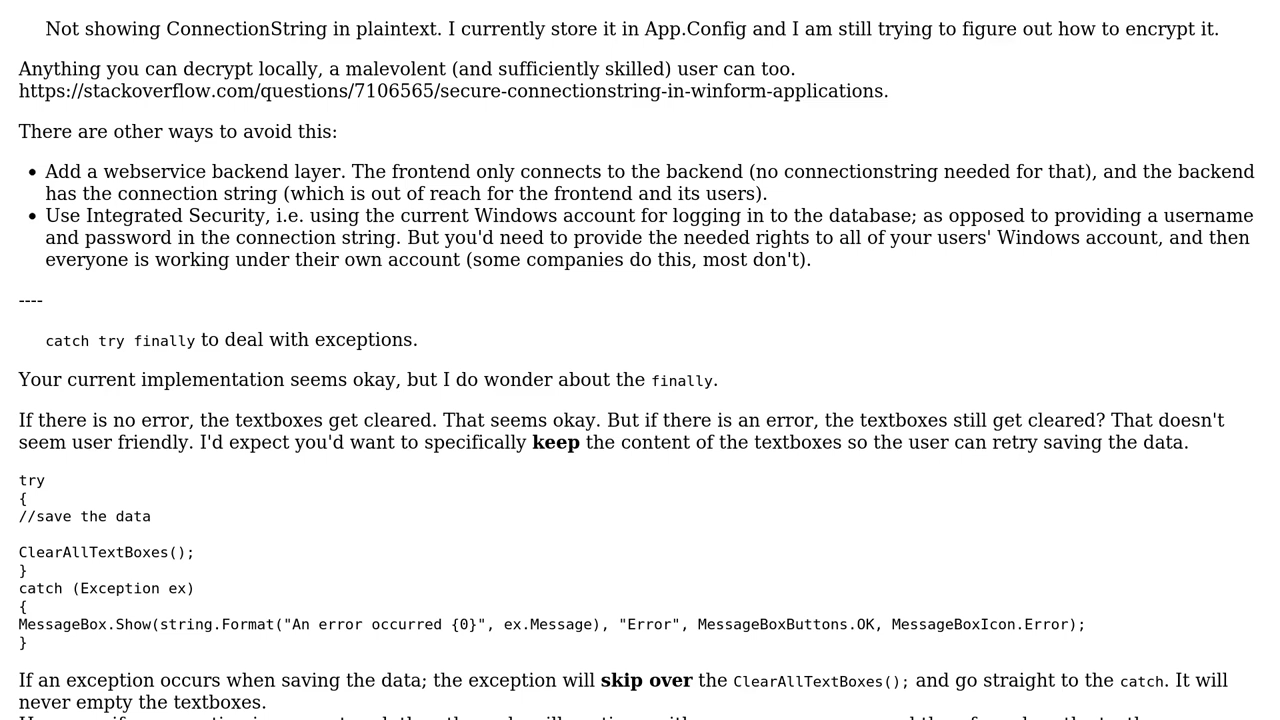 Not showing ConnectionString in plaintext. I currently store it in App.Config and I am still trying to figure out how to encrypt it.
Anything you can decrypt locally, a malevolent (and sufficiently skilled) user can too.
https://stackoverflow.com/questions/7106565/secure-connectionstring-in-winform-applications.
There are other ways to avoid this:
• Add a webservice backend layer. The frontend only connects to the backend (no connectionstring needed for that), and the backend
has the connection string (which is out of reach for the frontend and its users).
• Use Integrated Security, i.e. using the current Windows account for logging in to the database; as opposed to providing a username
and password in the connection string. But you'd need to provide the needed rights to all of your users' Windows account, and then
everyone is working under their own account (some companies do this, most don't).
----
catch try finally to deal with exceptions.
Your current implementation seems okay, but I do wonder about the finally.
If there is no error, the textboxes get cleared. That seems okay. But if there is an error, the textboxes still get cleared? That doesn't
seem user friendly. I'd expect you'd want to specifically keep the content of the textboxes so the user can retry saving the data.
try
{
//save the data
ClearAllTextBoxes();
}
catch (Exception ex)
{
MessageBox.Show(string.Format("An error occurred {0}", ex.Message), "Error", MessageBoxButtons.OK, MessageBoxIcon.Error);
}
If an exception occurs when saving the data; the exception will skip over the ClearAllTextBoxes(); and go straight to the catch. It will
never empty the textboxes.